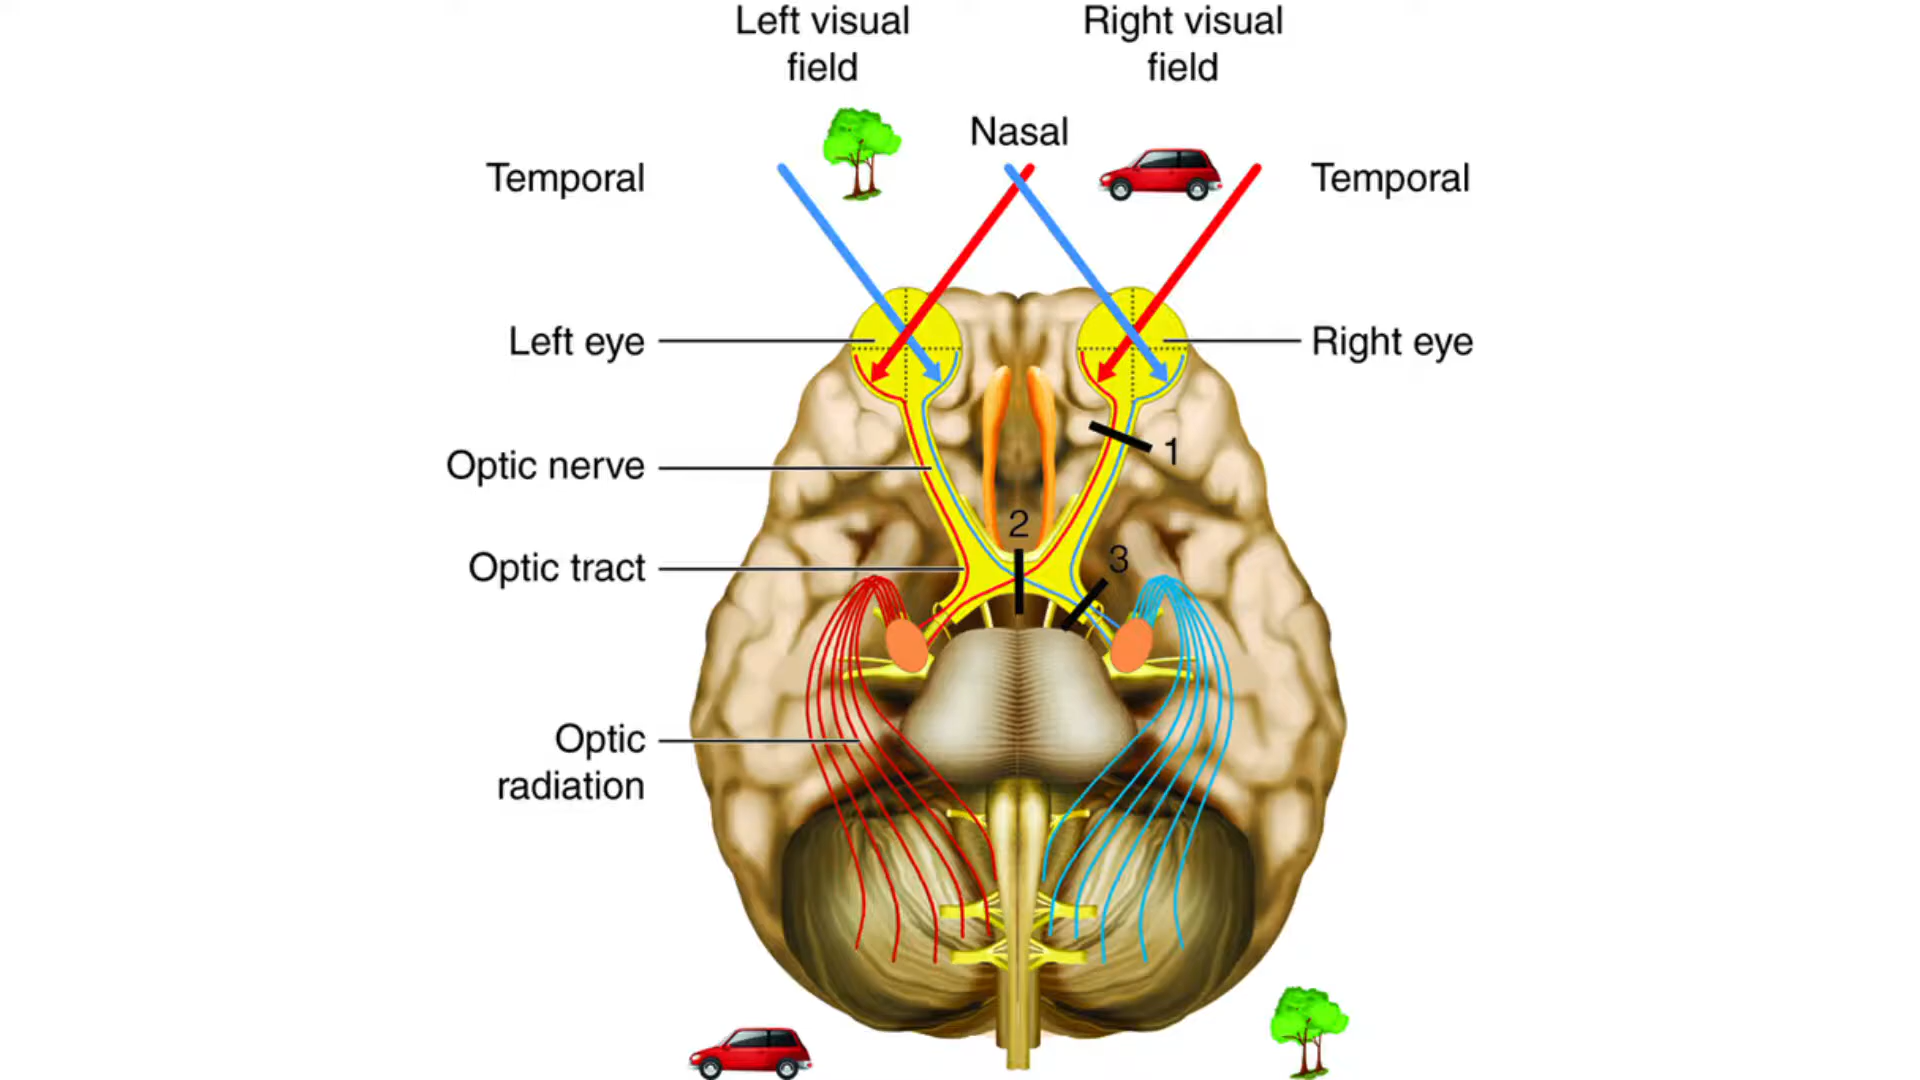 Left visual
field
Right visual
field
Nasal
Temporal
Temporal
Left eye
Right eye
1
Optic nerve
2
3
Optic tract
Optic
radiation